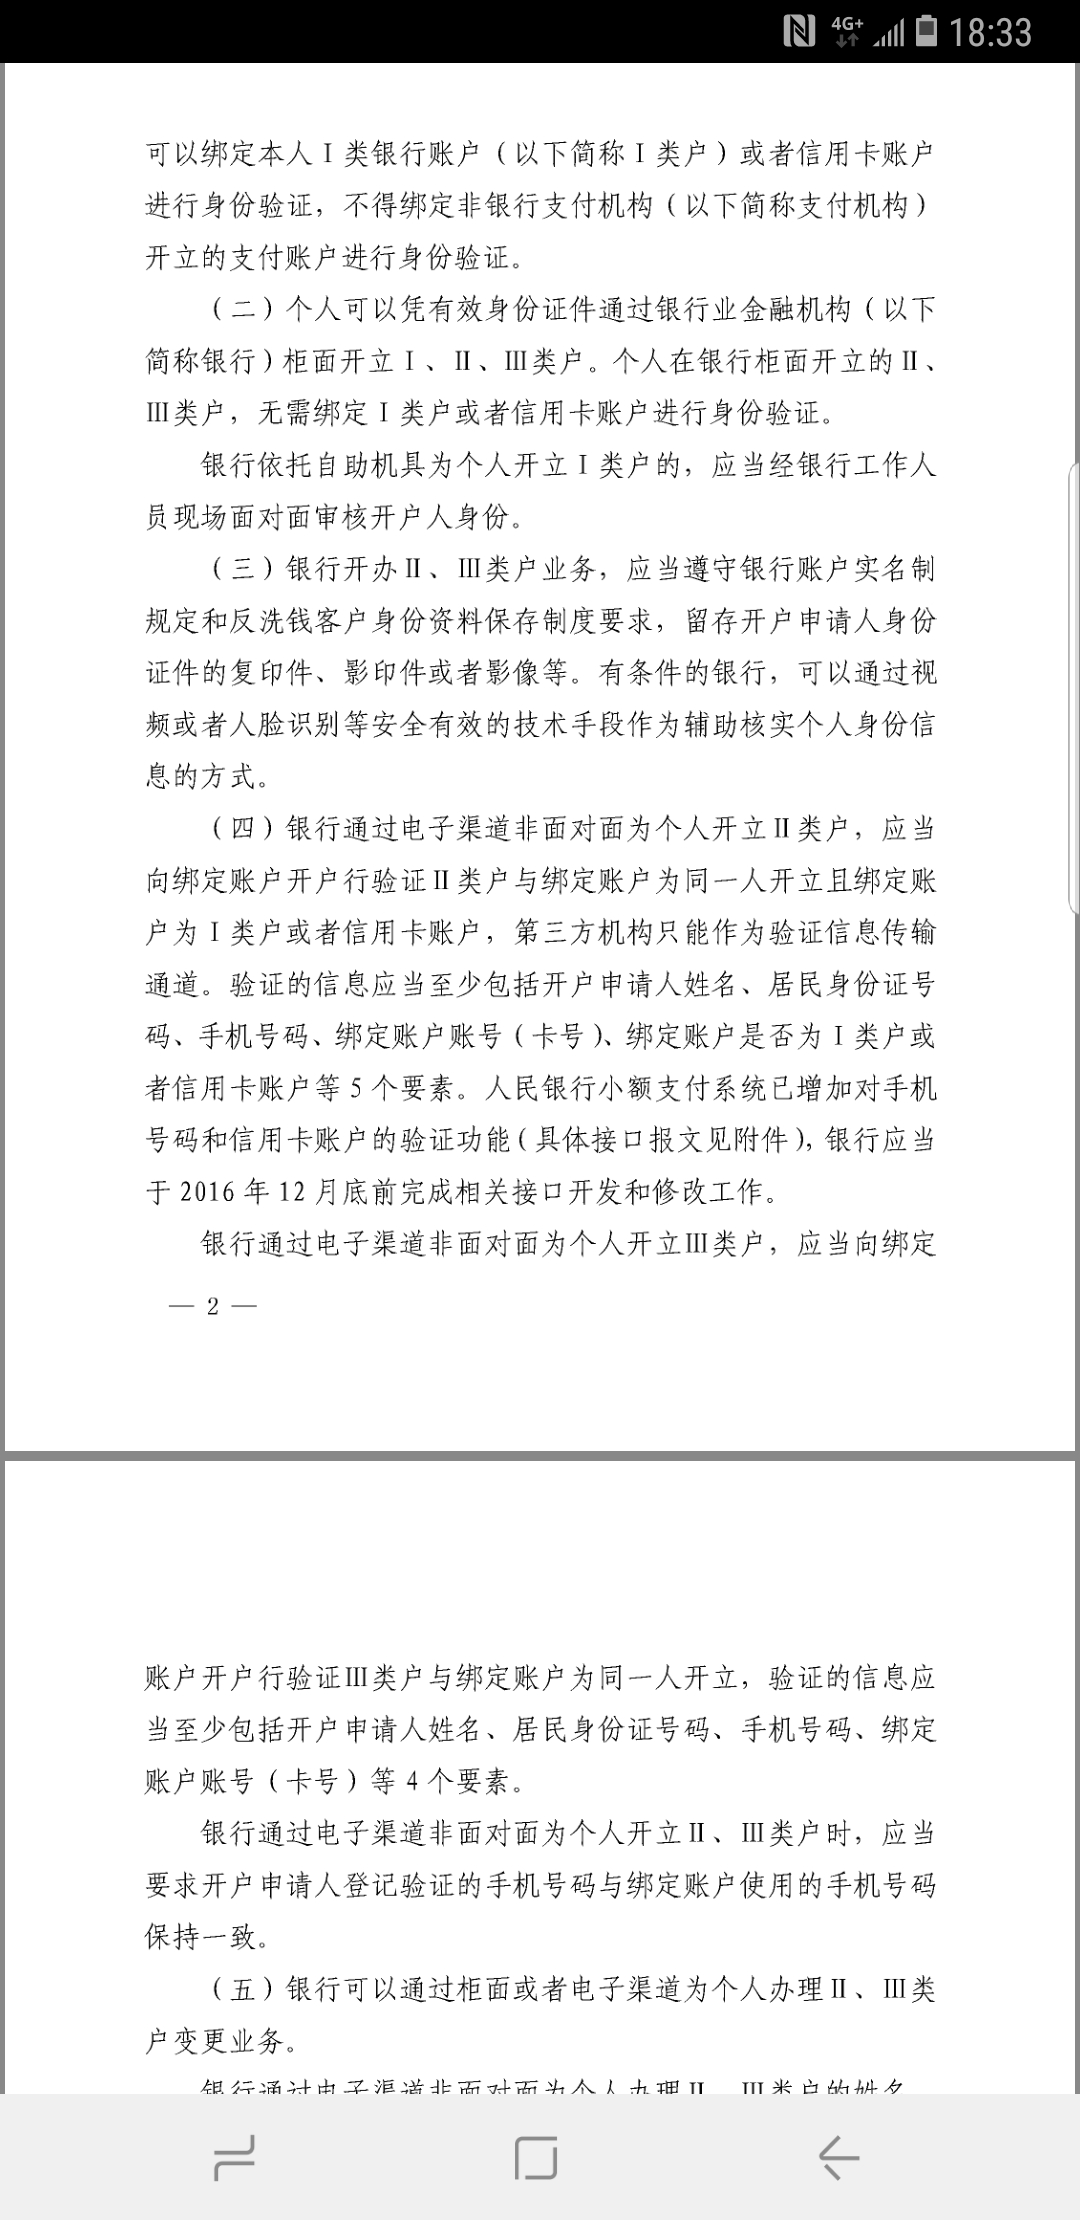 4G+ 18:33
可以绑定本人Ⅰ类银行账户（以下简称Ⅰ类户）或者信用卡账户
进行身份验证，不得绑定非银行支付机构（以下简称支付机构）
开立的支付账户进行身份验证。
（二）个人可以凭有效身份证件通过银行业金融机构（以下
简称银行）柜面开立Ⅰ、Ⅱ、Ⅲ类户。个人在银行柜面开立的Ⅱ、
Ⅲ类户，无需绑定Ⅰ类户或者信用卡账户进行身份验证。
银行依托自助机具为个人开立Ⅰ类户的，应当经银行工作人
员现场面对面审核开户人身份。
（三）银行开办Ⅱ、Ⅲ类户业务，应当遵守银行账户实名制
规定和反洗钱客户身份资料保存制度要求，留存开户申请人身份
证件的复印件、影印件或者影像等。有条件的银行，可以通过视
频或者人脸识别等安全有效的技术手段作为辅助核实个人身份信
息的方式。
（四）银行通过电子渠道非面对面为个人开立Ⅱ类户，应当
向绑定账户开户行验证Ⅱ类户与绑定账户为同一人开立且绑定账
户为Ⅰ类户或者信用卡账户，第三方机构只能作为验证信息传输
通道。验证的信息应当至少包括开户申请人姓名、居民身份证号
码、手机号码、绑定账户账号（卡号）、绑定账户是否为Ⅰ类户或
者信用卡账户等5个要素。人民银行小额支付系统已增加对手机
号码和信用卡账户的验证功能（具体接口报文见附件），银行应当
于2016年12月底前完成相关接口开发和修改工作。
银行通过电子渠道非面对面为个人开立Ⅲ类户，应当向绑定
— 2 —
账户开户行验证Ⅲ类户与绑定账户为同一人开立，验证的信息应
当至少包括开户申请人姓名、居民身份证号码、手机号码、绑定
账户账号（卡号）等4个要素。
银行通过电子渠道非面对面为个人开立Ⅱ、Ⅲ类户时，应当
要求开户申请人登记验证的手机号码与绑定账户使用的手机号码
保持一致。
（五）银行可以通过柜面或者电子渠道为个人办理Ⅱ、Ⅲ类
户变更业务。
银行通过电子渠道非面对面为个人办理Ⅱ、Ⅲ类户的姓名、